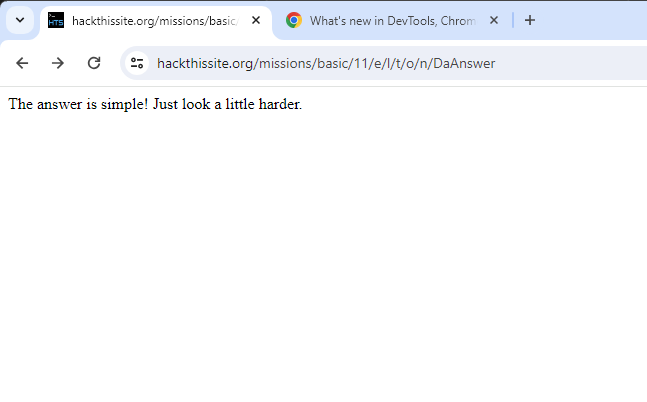 hackthissite.org/missions/basic
What's new in DevTools, Chrom
hackthissite.org/missions/basic/11/e/l/t/o/n/DaAnswer
The answer is simple! Just look a little harder.